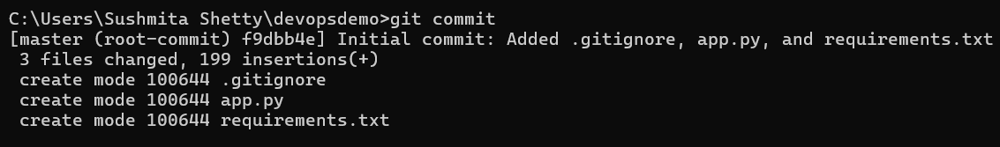 C:\Users\Sushmita Shetty\devopsdemo>git commit
[master (root-commit) f9dbb4e] Initial commit: Added .gitignore, app.py, and requirements.txt
 3 files changed, 199 insertions(+)
 create mode 100644 .gitignore
 create mode 100644 app.py
 create mode 100644 requirements.txt